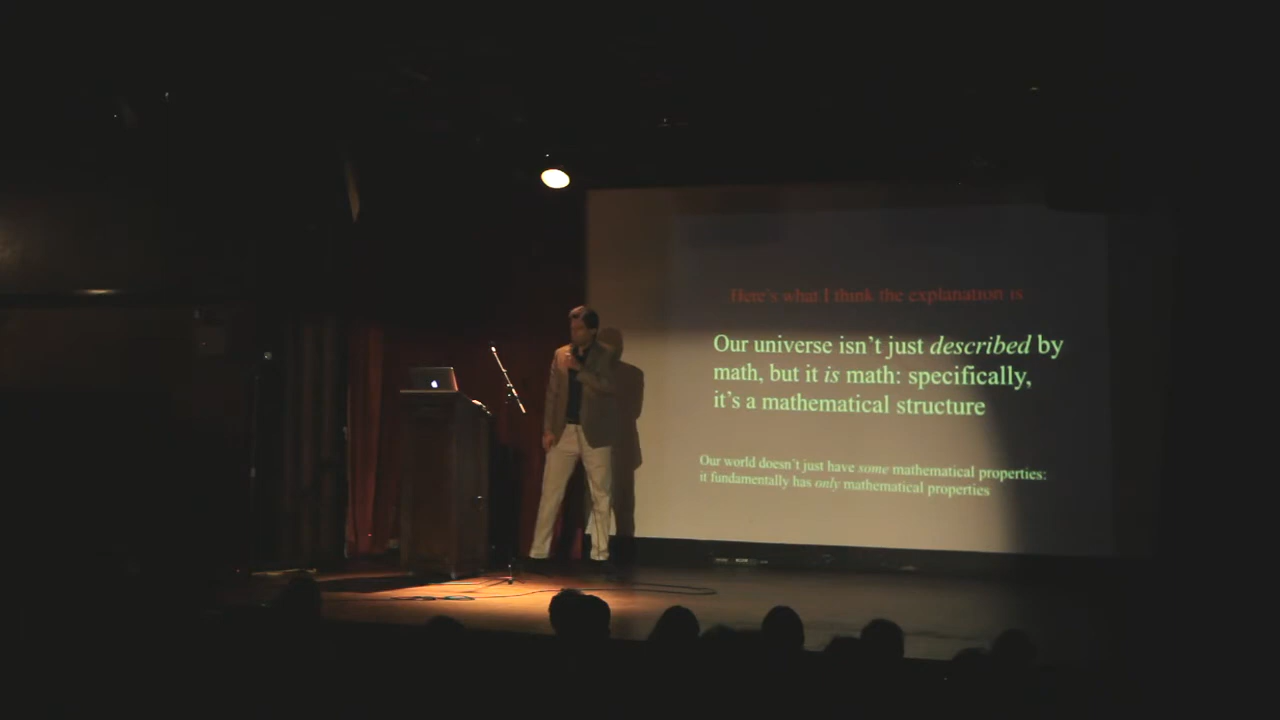 Here's what I think the explanation is
Our universe isn't just described by
math, but it is math: specifically,
it's a mathematical structure
Our world doesn't just have some mathematical properties:
it fundamentally has only mathematical properties